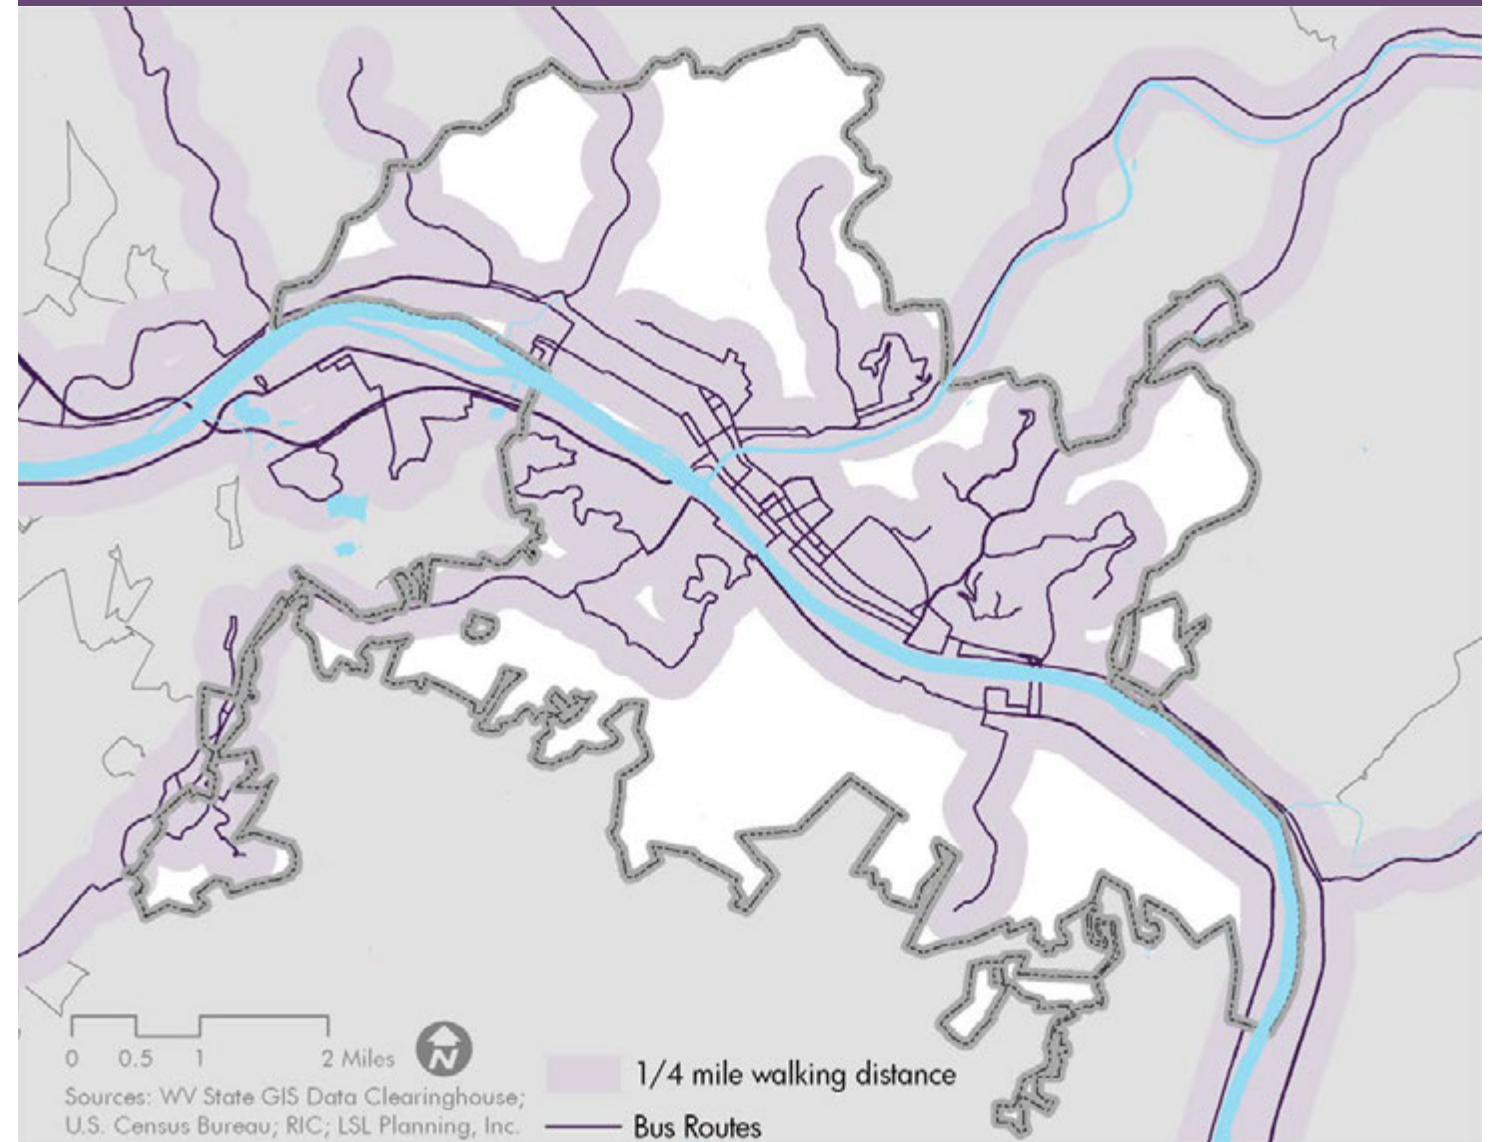 0 0.5 1 2 Miles
N
Sources: WV State GIS Data Clearinghouse;
U.S. Census Bureau; RIC; LSL Planning, Inc.
1/4 mile walking distance
Bus Routes